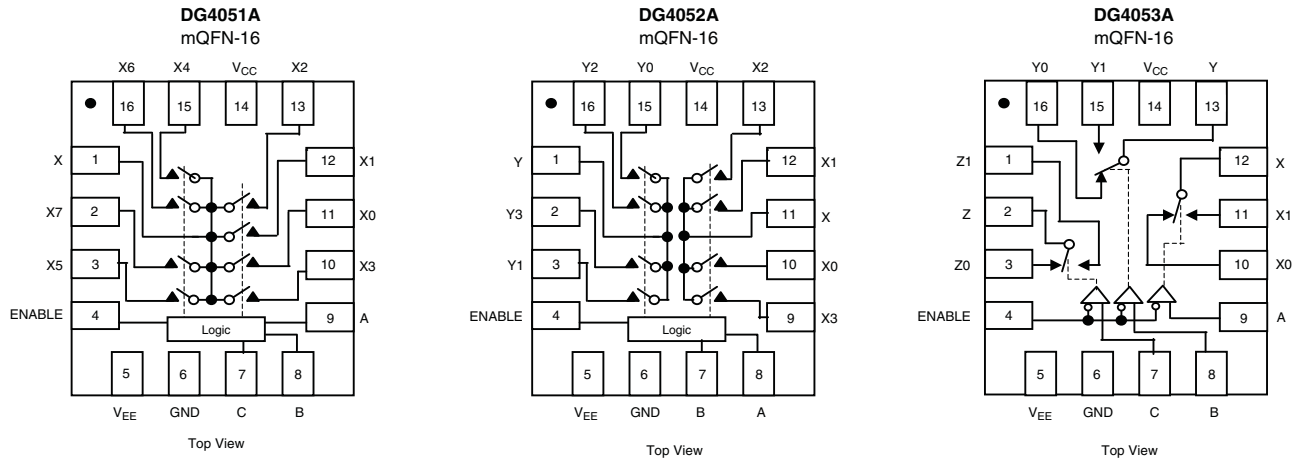 DG4051A
mQFN-16
X6 X4 VCC X2
16 15 14 13
X 1 12 X1
X7 2 11 X0
X5 3 10 X3
ENABLE 4 Logic 9 A
5 6 7 8
VEE GND C B
Top View
DG4052A
mQFN-16
Y2 Y0 VCC X2
16 15 14 13
Y 1 12 X1
Y3 2 11 X
Y1 3 10 X0
ENABLE 4 Logic 9 X3
5 6 7 8
VEE GND B A
Top View
DG4053A
mQFN-16
Y0 Y1 VCC Y
16 15 14 13
Z1 1 12 X
Z 2 11 X1
Z0 3 10 X0
ENABLE 4 9 A
5 6 7 8
VEE GND C B
Top View